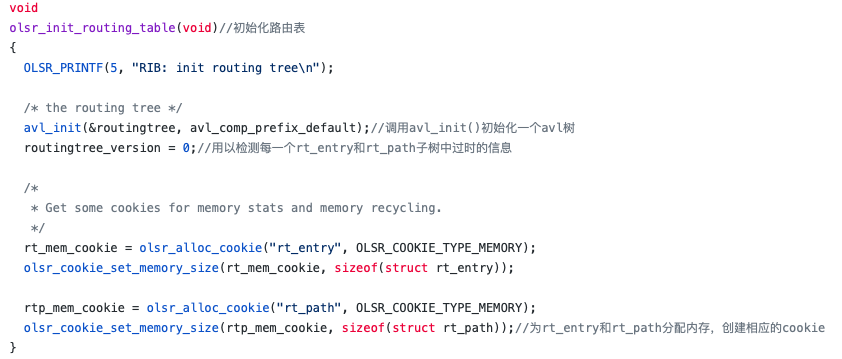 void
olsr_init_routing_table(void)//初始化路由表
{
  OLSR_PRINTF(5, "RIB: init routing tree\n");

  /* the routing tree */
  avl_init(&routingtree, avl_comp_prefix_default);//调用avl_init()初始化一个avl树
  routingtree_version = 0;//用以检测每一个rt_entry和rt_path子树中过时的信息

  /*
   * Get some cookies for memory stats and memory recycling.
   */
  rt_mem_cookie = olsr_alloc_cookie("rt_entry", OLSR_COOKIE_TYPE_MEMORY);
  olsr_cookie_set_memory_size(rt_mem_cookie, sizeof(struct rt_entry));

  rtp_mem_cookie = olsr_alloc_cookie("rt_path", OLSR_COOKIE_TYPE_MEMORY);
  olsr_cookie_set_memory_size(rtp_mem_cookie, sizeof(struct rt_path));//为rt_entry和rt_path分配内存，创建相应的cookie
}